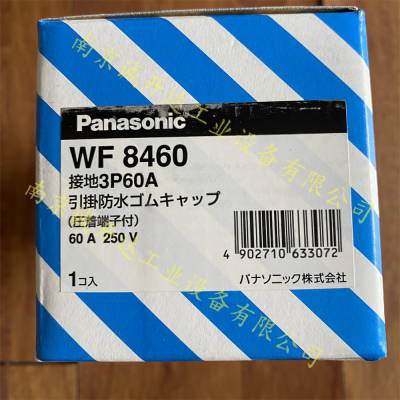 Panasonic
WF 8460
接地3P60A
引掛防水ゴムキャップ
(圧着端子付)
60 A 250 V
4 902710 633072
1コ入
パナソニック株式会社